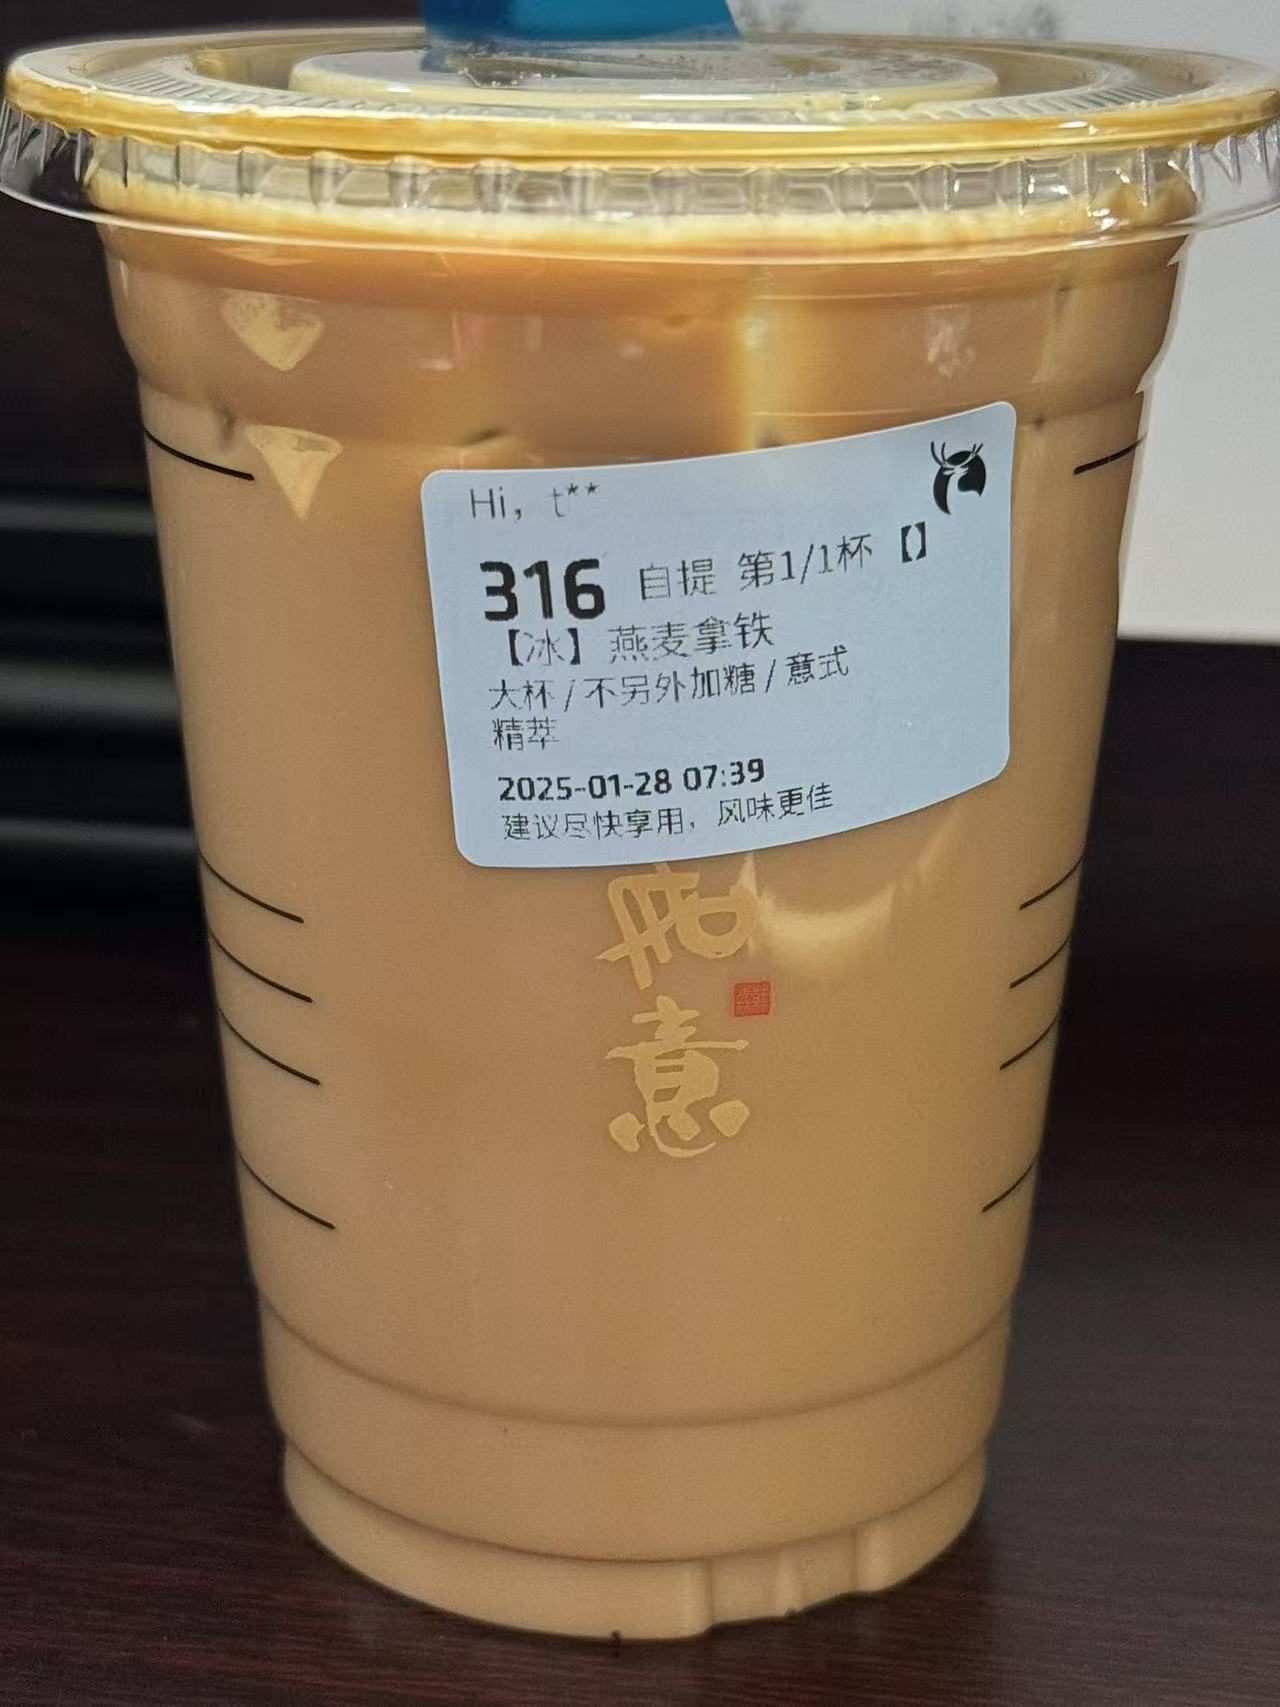 Hi, t**
316 自提 第1/1杯 【】
【冰】燕麦拿铁
大杯/不另外加糖/意式
精萃
2025-01-28 07:39
建议尽快享用，风味更佳
如
意